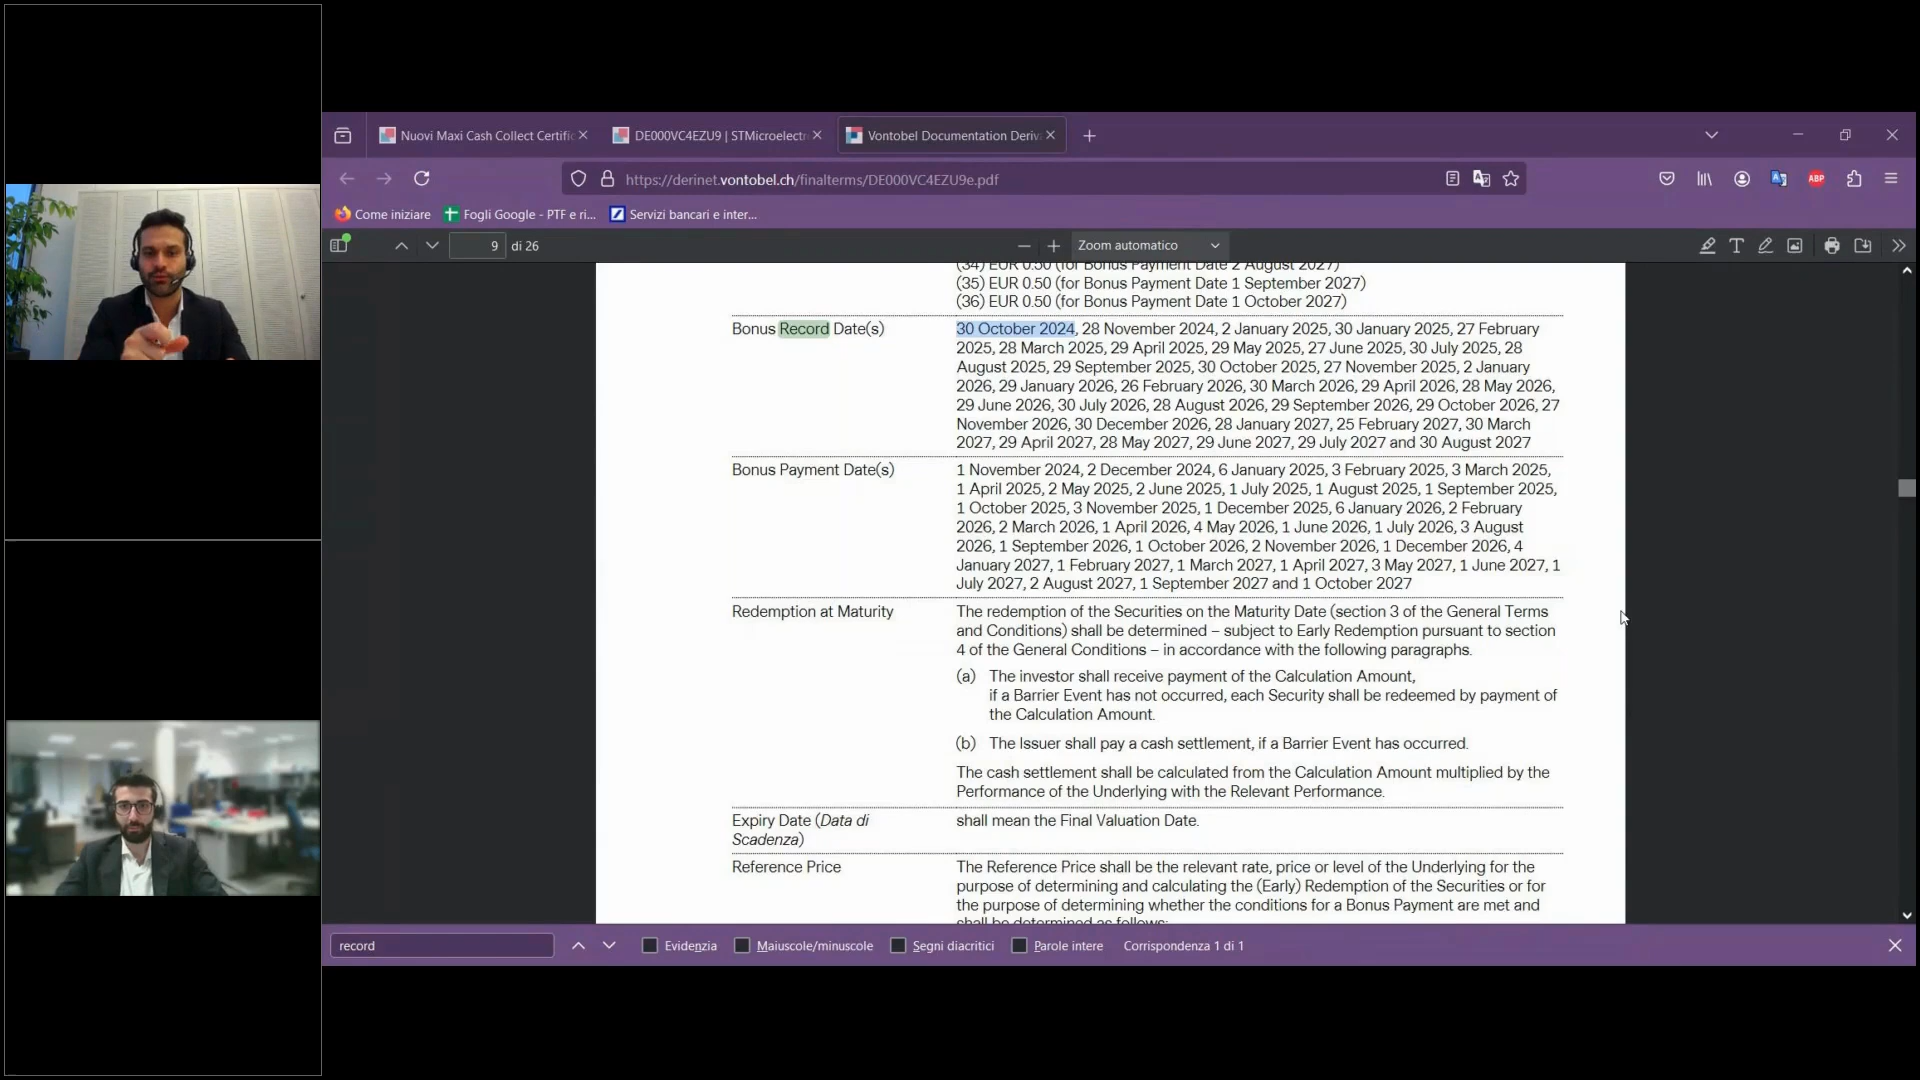 Nuovi Maxi Cash Collect Certific
DE000VC4EZU9 | STMicroelectr
Vontobel Documentation Deriv
https://derinet.vontobel.ch/finalterms/DE000VC4EZU9e.pdf
ABP
Come iniziare
Fogli Google - PTF e ri...
Servizi bancari e inter...
9 di 26
Zoom automatico
(34) EUR 0.50 (for Bonus Payment Date 2 August 2027)
(35) EUR 0.50 (for Bonus Payment Date 1 September 2027)
(36) EUR 0.50 (for Bonus Payment Date 1 October 2027)
Bonus Record Date(s)
30 October 2024, 28 November 2024, 2 January 2025, 30 January 2025, 27 February
2025, 28 March 2025, 29 April 2025, 29 May 2025, 27 June 2025, 30 July 2025, 28
August 2025, 29 September 2025, 30 October 2025, 27 November 2025, 2 January
2026, 29 January 2026, 26 February 2026, 30 March 2026, 29 April 2026, 28 May 2026,
29 June 2026, 30 July 2026, 28 August 2026, 29 September 2026, 29 October 2026, 27
November 2026, 30 December 2026, 28 January 2027, 25 February 2027, 30 March
2027, 29 April 2027, 28 May 2027, 29 June 2027, 29 July 2027 and 30 August 2027
Bonus Payment Date(s)
1 November 2024, 2 December 2024, 6 January 2025, 3 February 2025, 3 March 2025,
1 April 2025, 2 May 2025, 2 June 2025, 1 July 2025, 1 August 2025, 1 September 2025,
1 October 2025, 3 November 2025, 1 December 2025, 6 January 2026, 2 February
2026, 2 March 2026, 1 April 2026, 4 May 2026, 1 June 2026, 1 July 2026, 3 August
2026, 1 September 2026, 1 October 2026, 2 November 2026, 1 December 2026, 4
January 2027, 1 February 2027, 1 March 2027, 1 April 2027, 3 May 2027, 1 June 2027, 1
July 2027, 2 August 2027, 1 September 2027 and 1 October 2027
Redemption at Maturity
The redemption of the Securities on the Maturity Date (section 3 of the General Terms
and Conditions) shall be determined – subject to Early Redemption pursuant to section
4 of the General Conditions – in accordance with the following paragraphs.
(a) The investor shall receive payment of the Calculation Amount,
if a Barrier Event has not occurred, each Security shall be redeemed by payment of
the Calculation Amount.
(b) The Issuer shall pay a cash settlement, if a Barrier Event has occurred.
The cash settlement shall be calculated from the Calculation Amount multiplied by the
Performance of the Underlying with the Relevant Performance.
Expiry Date (Data di
Scadenza)
shall mean the Final Valuation Date.
Reference Price
The Reference Price shall be the relevant rate, price or level of the Underlying for the
purpose of determining and calculating the (Early) Redemption of the Securities or for
the purpose of determining whether the conditions for a Bonus Payment are met and
shall be determined as follows:
record
Evidenzia
Maiuscole/minuscole
Segni diacritici
Parole intere
Corrispondenza 1 di 1